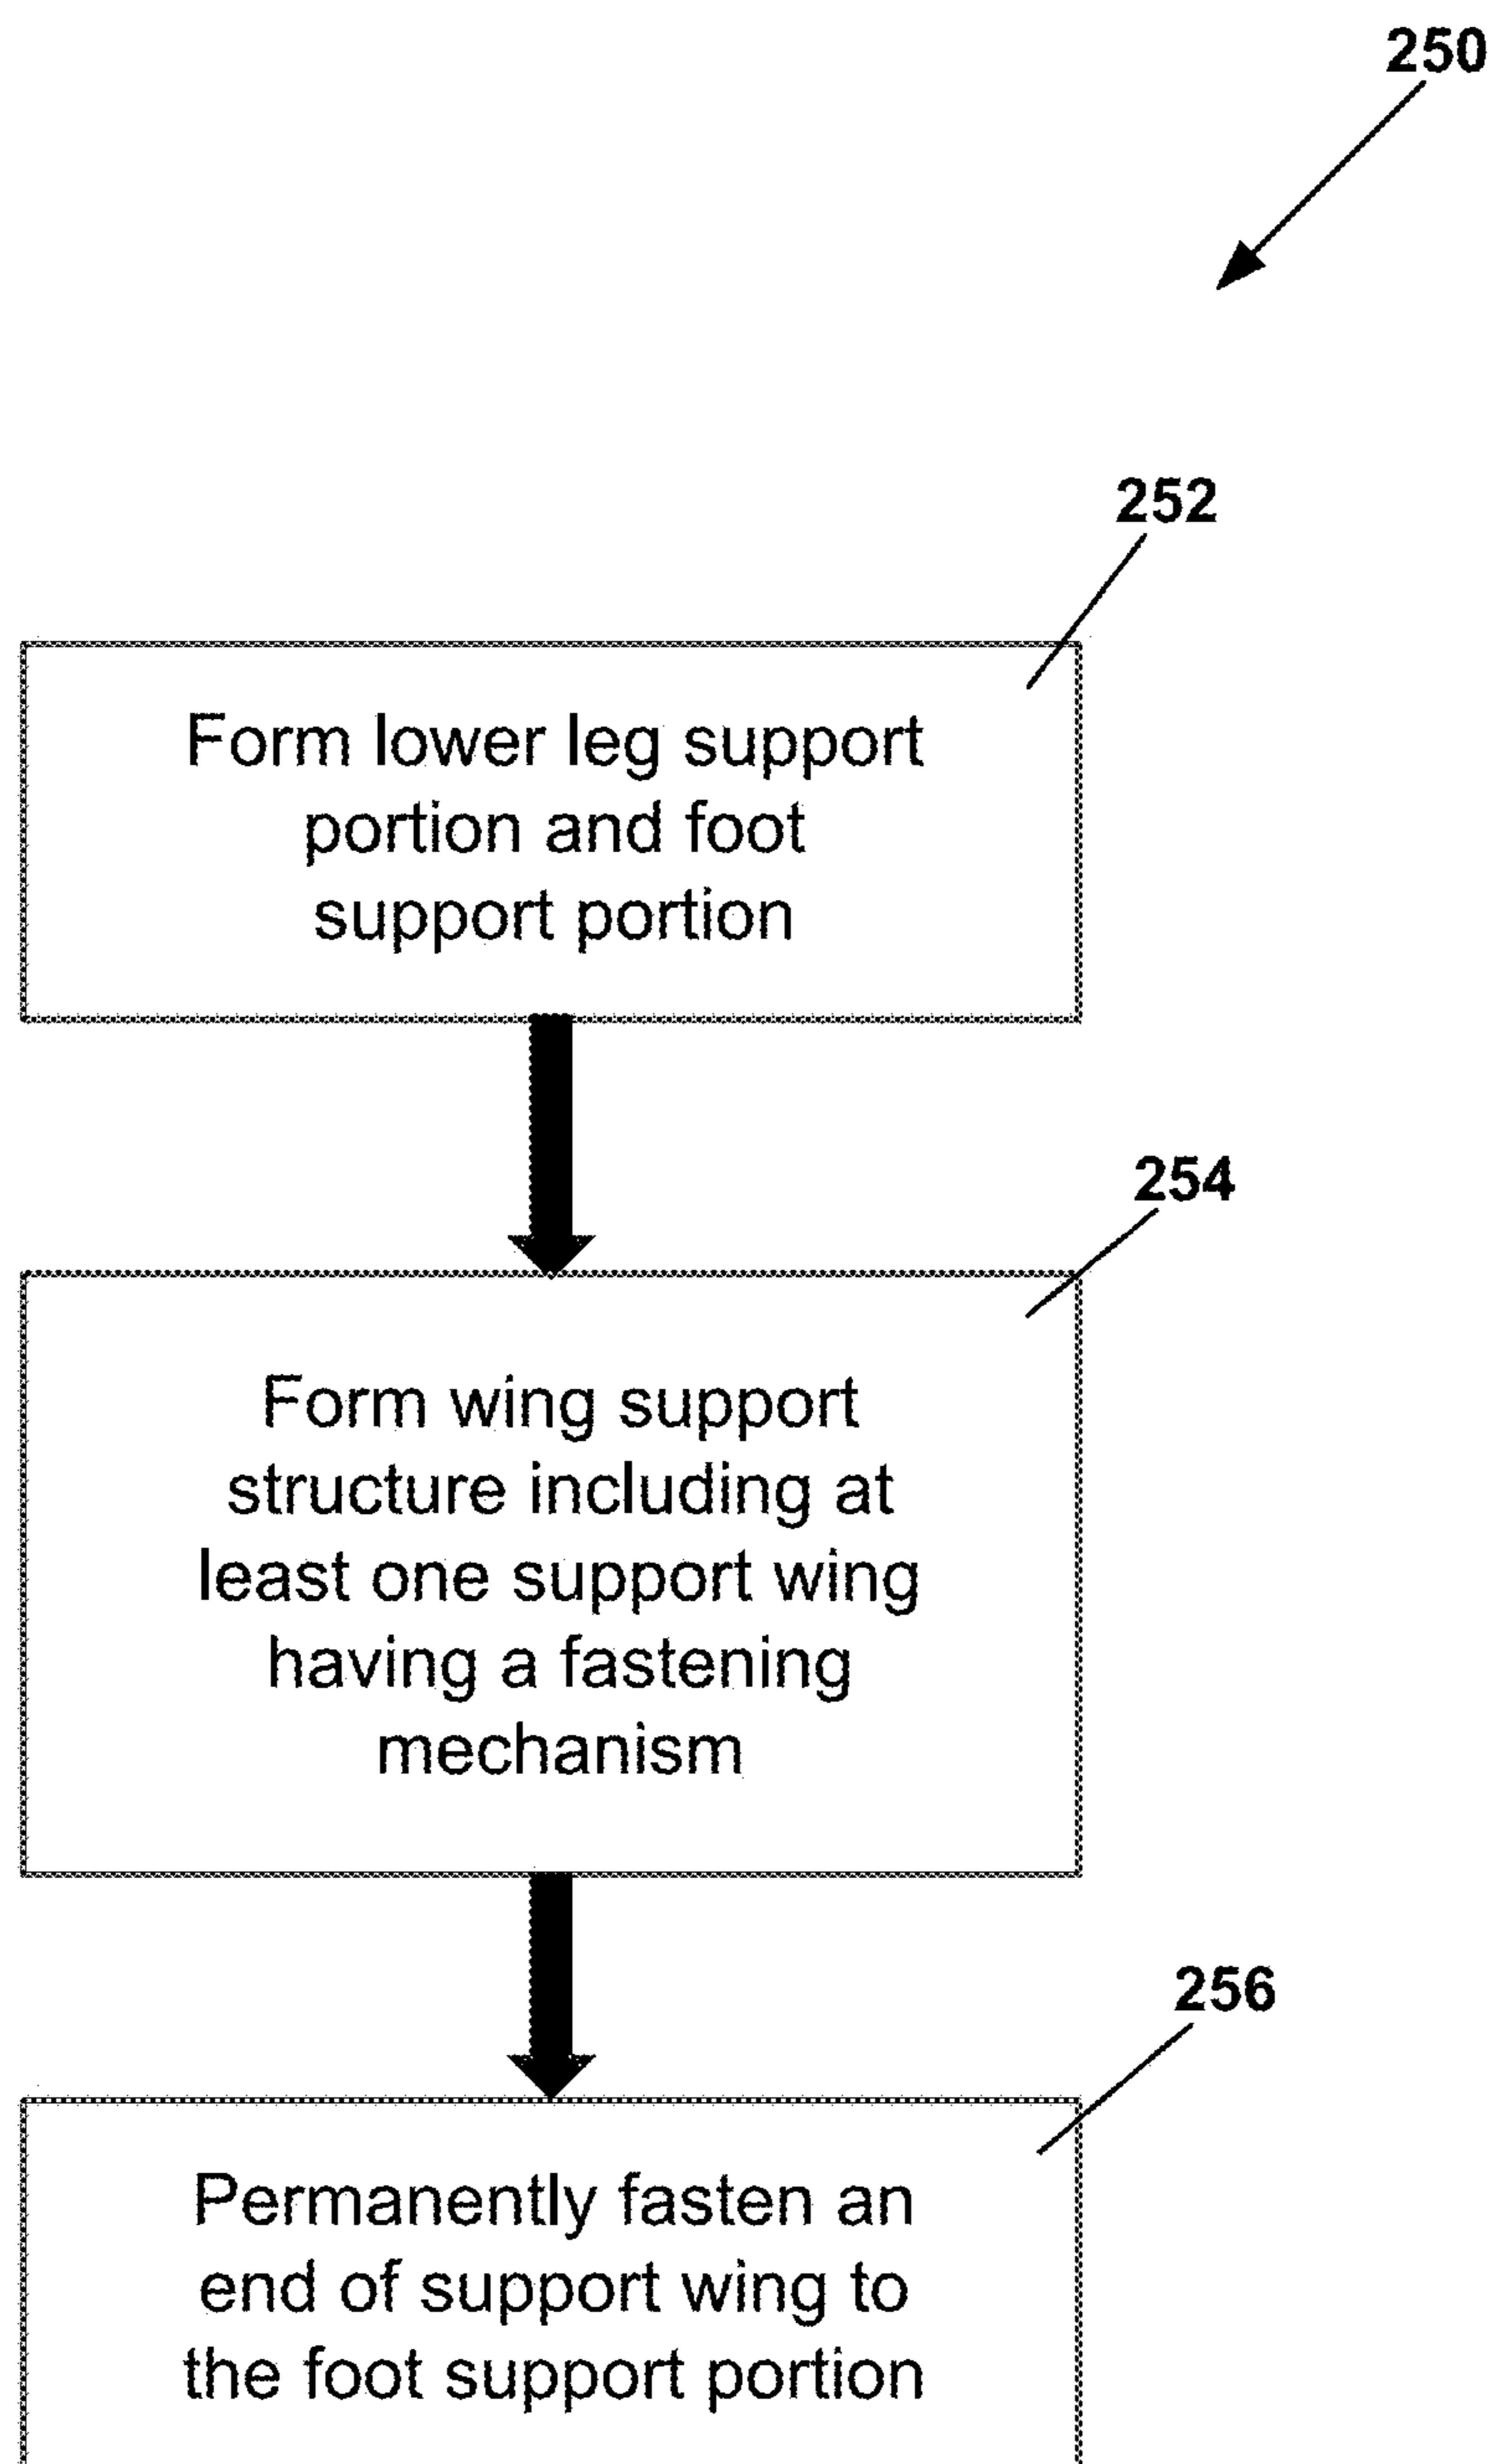 250
252
Form lower leg support
portion and foot
support portion
254
Form wing support
structure including at
least one support wing
having a fastening
mechanism
256
Permanently fasten an
end of support wing to
the foot support portion